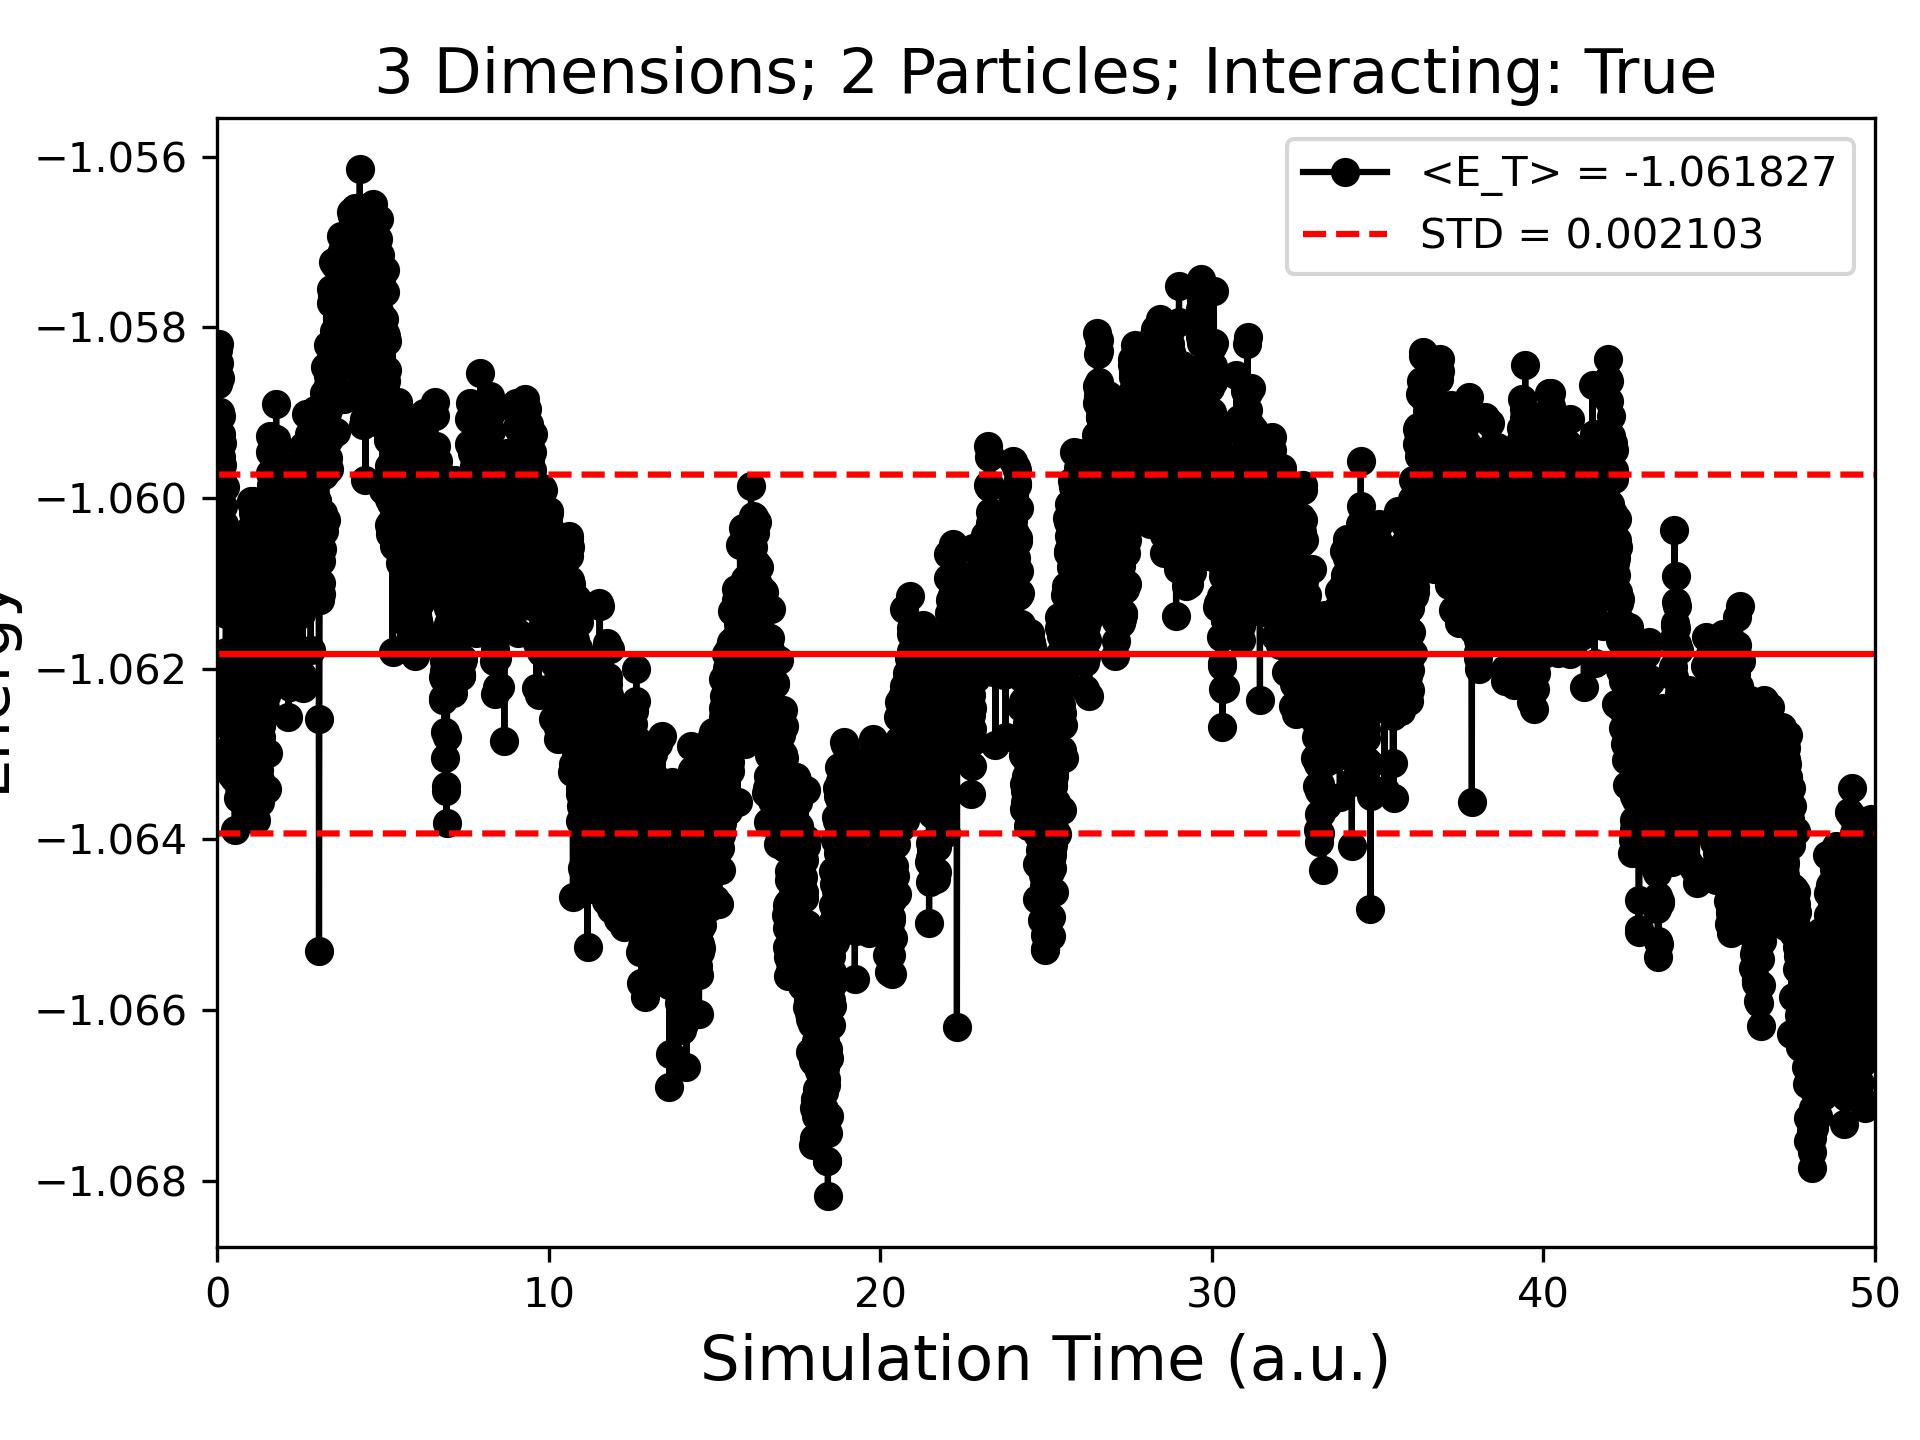 3 Dimensions; 2 Particles; Interacting: True
<E_T> = -1.061827
STD = 0.002103
−1.056
−1.058
−1.060
−1.062
−1.064
−1.066
−1.068
Energy
0 10 20 30 40 50
Simulation Time (a.u.)